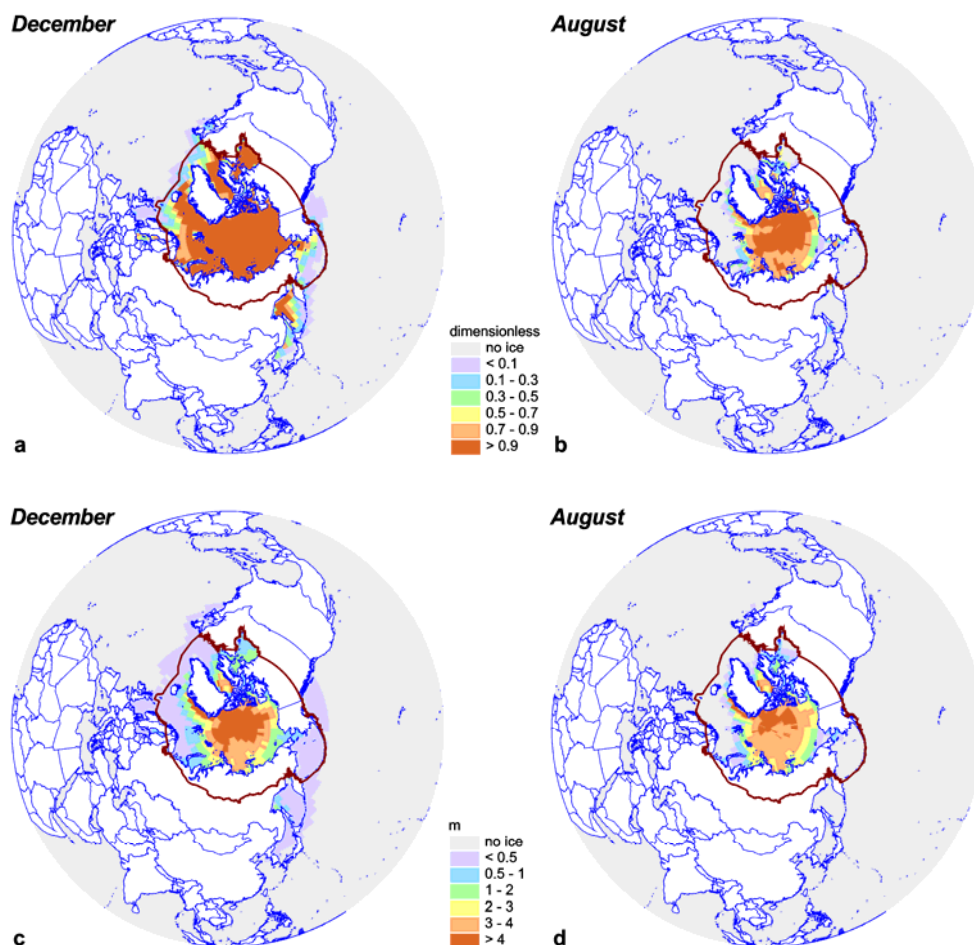 December
August
dimensionless
no ice
< 0.1
0.1 - 0.3
0.3 - 0.5
0.5 - 0.7
0.7 - 0.9
> 0.9
a
b
December
August
m
no ice
< 0.5
0.5 - 1
1 - 2
2 - 3
3 - 4
> 4
c
d